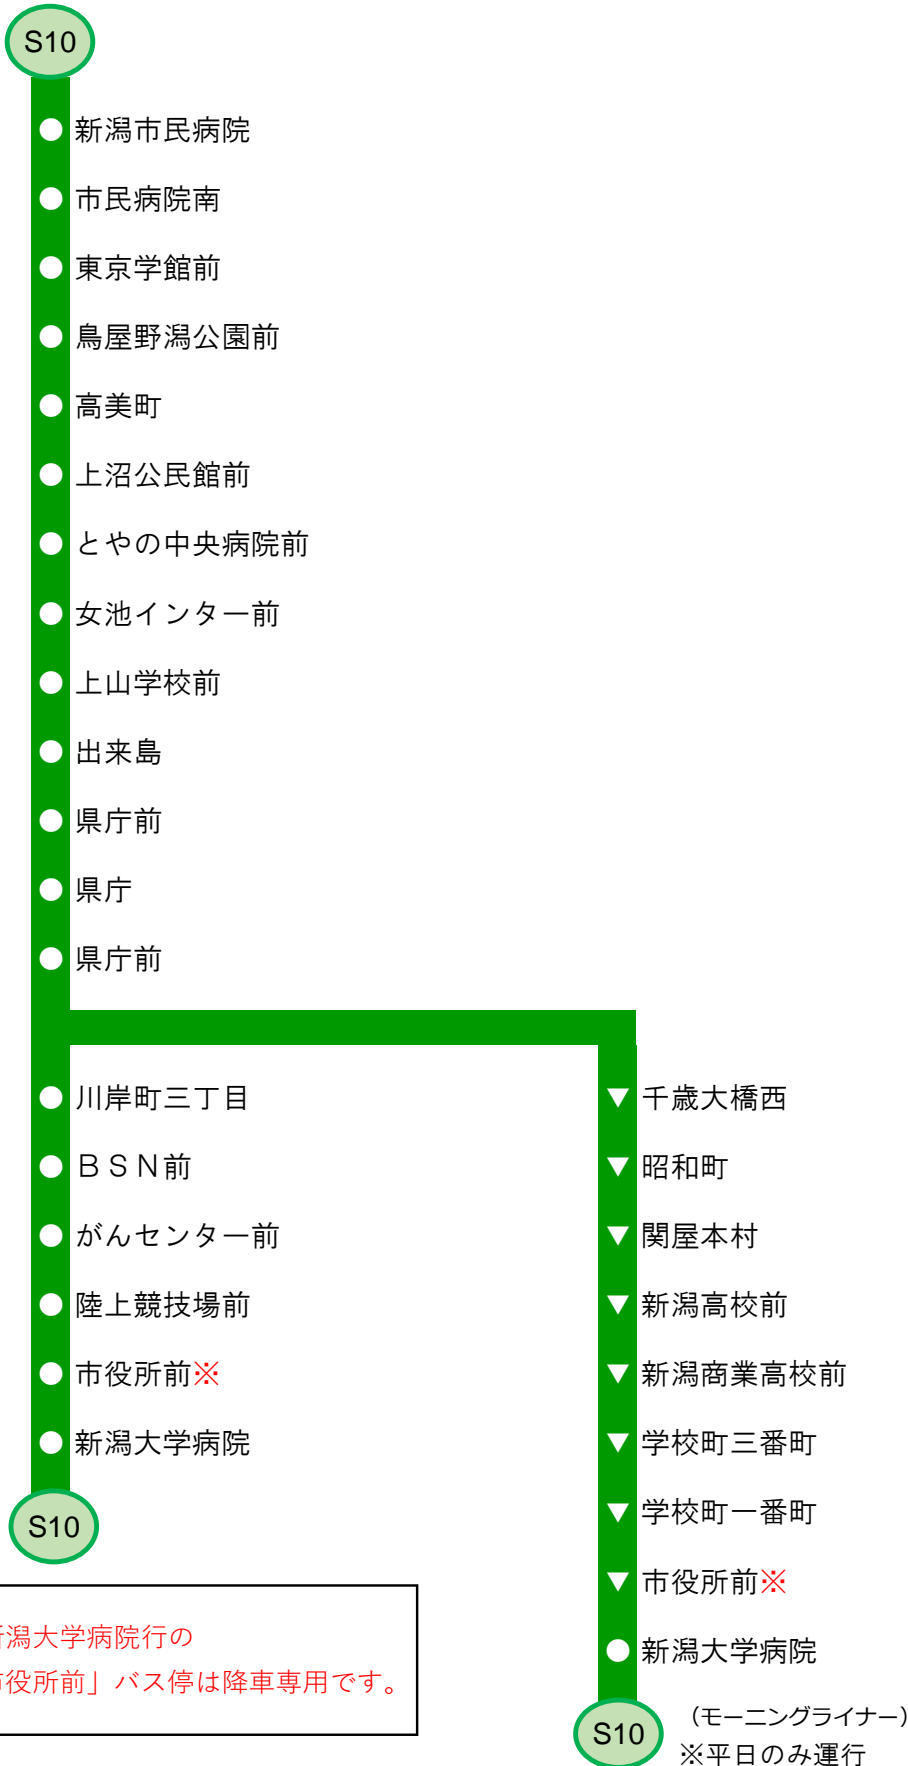 S10
新潟市民病院
市民病院南
東京学館前
鳥屋野潟公園前
高美町
上沼公民館前
とやの中央病院前
女池インター前
上山学校前
出来島
県庁前
県庁
県庁前
川岸町三丁目
ＢＳＮ前
がんセンター前
陸上競技場前
市役所前※
新潟大学病院
S10
新潟大学病院行の
市役所前」バス停は降車専用です。
千歳大橋西
昭和町
関屋本村
新潟高校前
新潟商業高校前
学校町三番町
学校町一番町
市役所前※
新潟大学病院
S10
（モーニングライナー）
※平日のみ運行